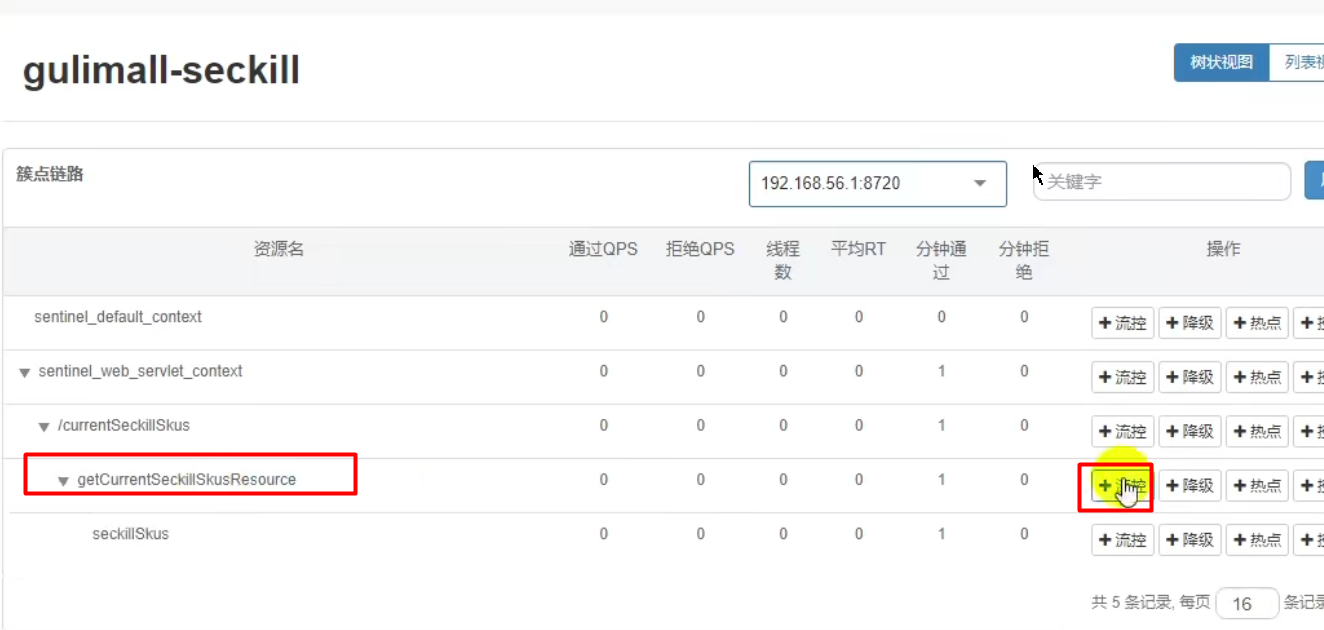 gulimall-seckill
树状视图 列表视
簇点链路 192.168.56.1:8720 关键字
资源名 通过QPS 拒绝QPS 线程数 平均RT 分钟通过 分钟拒绝 操作
sentinel_default_context 0 0 0 0 0 0 +流控 +降级 +热点 +
sentinel_web_servlet_context 0 0 0 0 1 0 +流控 +降级 +热点 +
/currentSeckillSkus 0 0 0 0 1 0 +流控 +降级 +热点 +
getCurrentSeckillSkusResource 0 0 0 0 1 0 +流控 +降级 +热点 +
seckillSkus 0 0 0 0 1 0 +流控 +降级 +热点 +
共 5 条记录, 每页 16 条记录